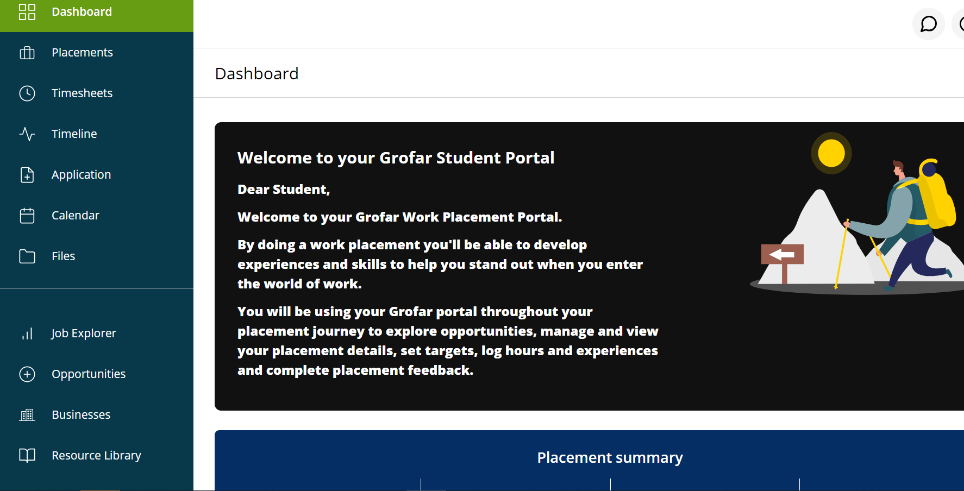 Dashboard
Placements
Timesheets
Timeline
Application
Calendar
Files
Job Explorer
Opportunities
Businesses
Resource Library
Dashboard
Welcome to your Grofar Student Portal
Dear Student,
Welcome to your Grofar Work Placement Portal.
By doing a work placement you'll be able to develop
experiences and skills to help you stand out when you enter
the world of work.
You will be using your Grofar portal throughout your
placement journey to explore opportunities, manage and view
your placement details, set targets, log hours and experiences
and complete placement feedback.
Placement summary